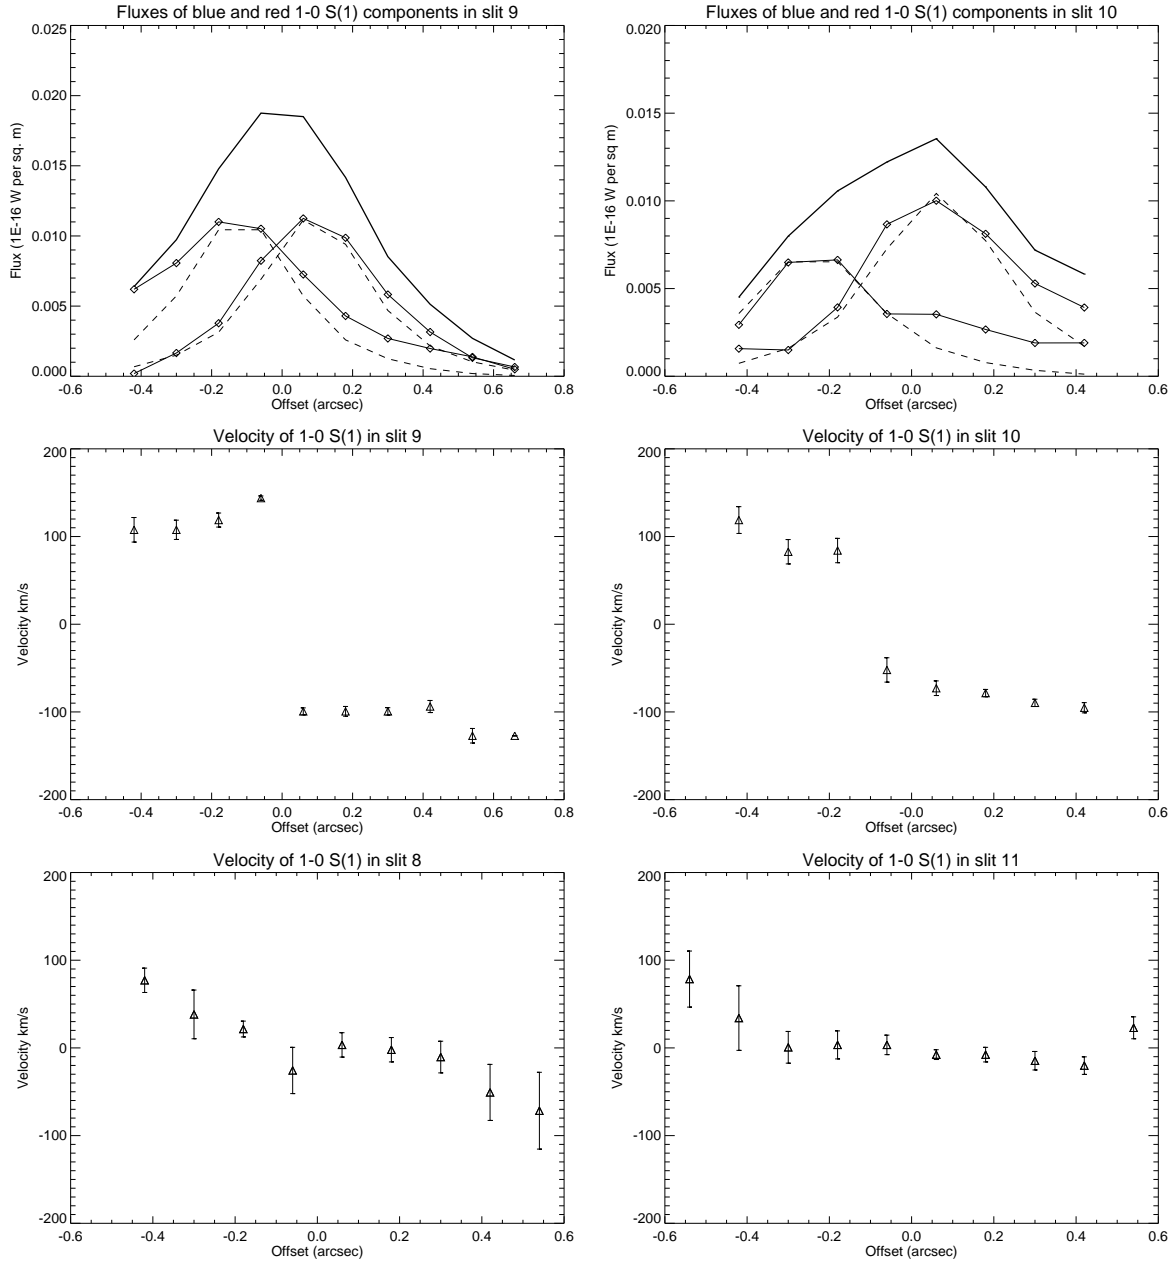 Fluxes of blue and red 1-0 S(1) components in slit 9
0.025
0.020
0.015
0.010
0.005
0.000
Flux (1E-16 W per sq. m)
-0.6 -0.4 -0.2 0.0 0.2 0.4 0.6 0.8
Offset (arcsec)
Fluxes of blue and red 1-0 S(1) components in slit 10
0.020
0.015
0.010
0.005
0.000
Flux (1E-16 W per sq. m)
-0.6 -0.4 -0.2 0.0 0.2 0.4 0.6
Offset (arcsec)
Velocity of 1-0 S(1) in slit 9
200
100
0
-100
-200
Velocity km/s
-0.6 -0.4 -0.2 0.0 0.2 0.4 0.6 0.8
Offset (arcsec)
Velocity of 1-0 S(1) in slit 10
200
100
0
-100
-200
Velocity km/s
-0.6 -0.4 -0.2 0.0 0.2 0.4 0.6
Offset (arcsec)
Velocity of 1-0 S(1) in slit 8
200
100
0
-100
-200
Velocity km/s
-0.6 -0.4 -0.2 0.0 0.2 0.4 0.6
Offset (arcsec)
Velocity of 1-0 S(1) in slit 11
200
100
0
-100
-200
Velocity km/s
-0.6 -0.4 -0.2 0.0 0.2 0.4 0.6
Offset (arcsec)